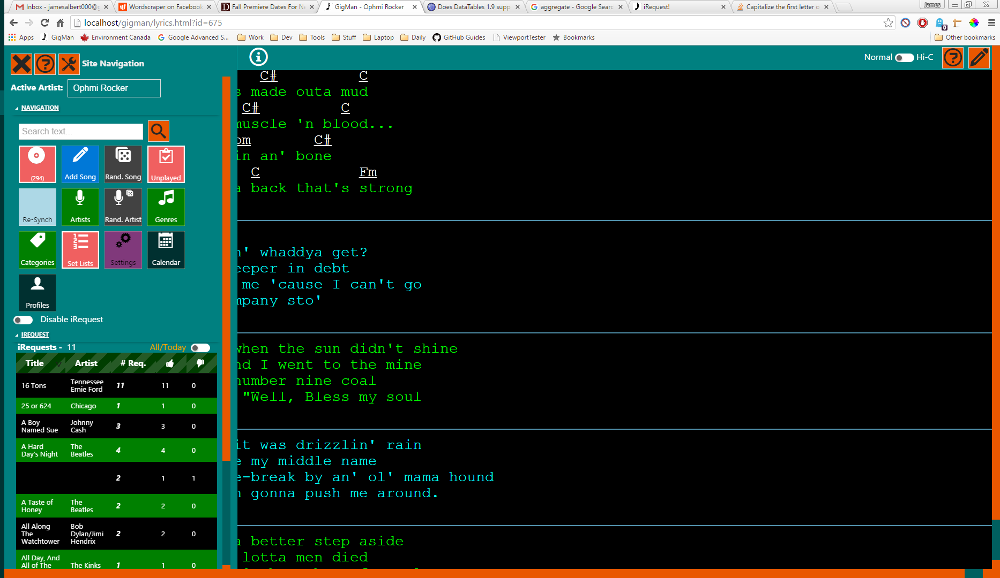 Inbox - jamesalbert000@g
Wordscraper on Facebook
Fall Premiere Dates For Ne
GigMan - Ophmi Rocker
Does DataTables 1.9 supp
aggregate - Google Searc
iRequest!
Capitalize the first letter o
James
localhost/gigman/lyrics.html?id=675
Apps
GigMan
Environment Canada
Google Advanced S...
Work
Dev
Tools
Stuff
Laptop
Daily
GitHub Guides
ViewportTester
Bookmarks
Other bookmarks
Site Navigation
Active Artist: Ophmi Rocker
NAVIGATION
Search text...
(294)
Add Song
Rand. Song
Unplayed
Re-Synch
Artists
Rand. Artist
Genres
Categories
Set Lists
Settings
Calendar
Profiles
Disable iRequest
IREQUEST
iRequests - 11 All/Today
Title Artist # Req.
16 Tons Tennessee Ernie Ford 11 11 0
25 or 624 Chicago 1 1 0
A Boy Named Sue Johnny Cash 3 3 0
A Hard Day's Night The Beatles 4 4 0
2 1 1
A Taste of Honey The Beatles 2 2 0
All Along The Watchtower Bob Dylan/Jimi Hendrix 2 2 0
All Day, And All of The The Kinks 1 1 0
Normal Hi-C
C# C
s made outa mud
C# C
muscle 'n blood...
bm C#
in an' bone
C Fm
a back that's strong
n' whaddya get?
eeper in debt
me 'cause I can't go
mpany sto'
when the sun didn't shine
nd I went to the mine
number nine coal
"Well, Bless my soul
it was drizzlin' rain
e my middle name
e-break by an' ol' mama hound
n gonna push me around.
a better step aside
lotta men died